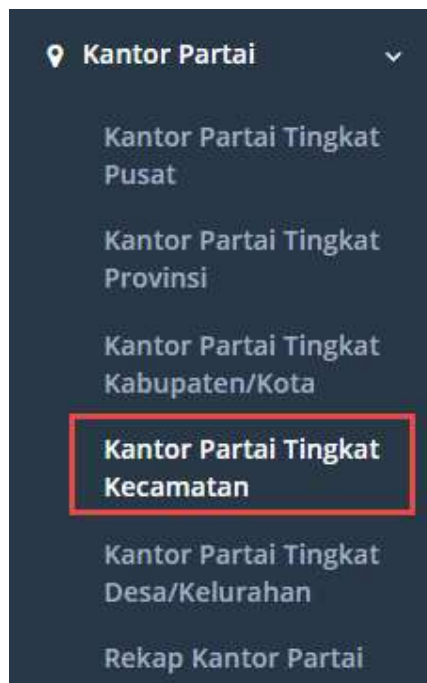 Kantor Partai
Kantor Partai Tingkat
Pusat
Kantor Partai Tingkat
Provinsi
Kantor Partai Tingkat
Kabupaten/Kota
Kantor Partai Tingkat
Kecamatan
Kantor Partai Tingkat
Desa/Kelurahan
Rekap Kantor Partai